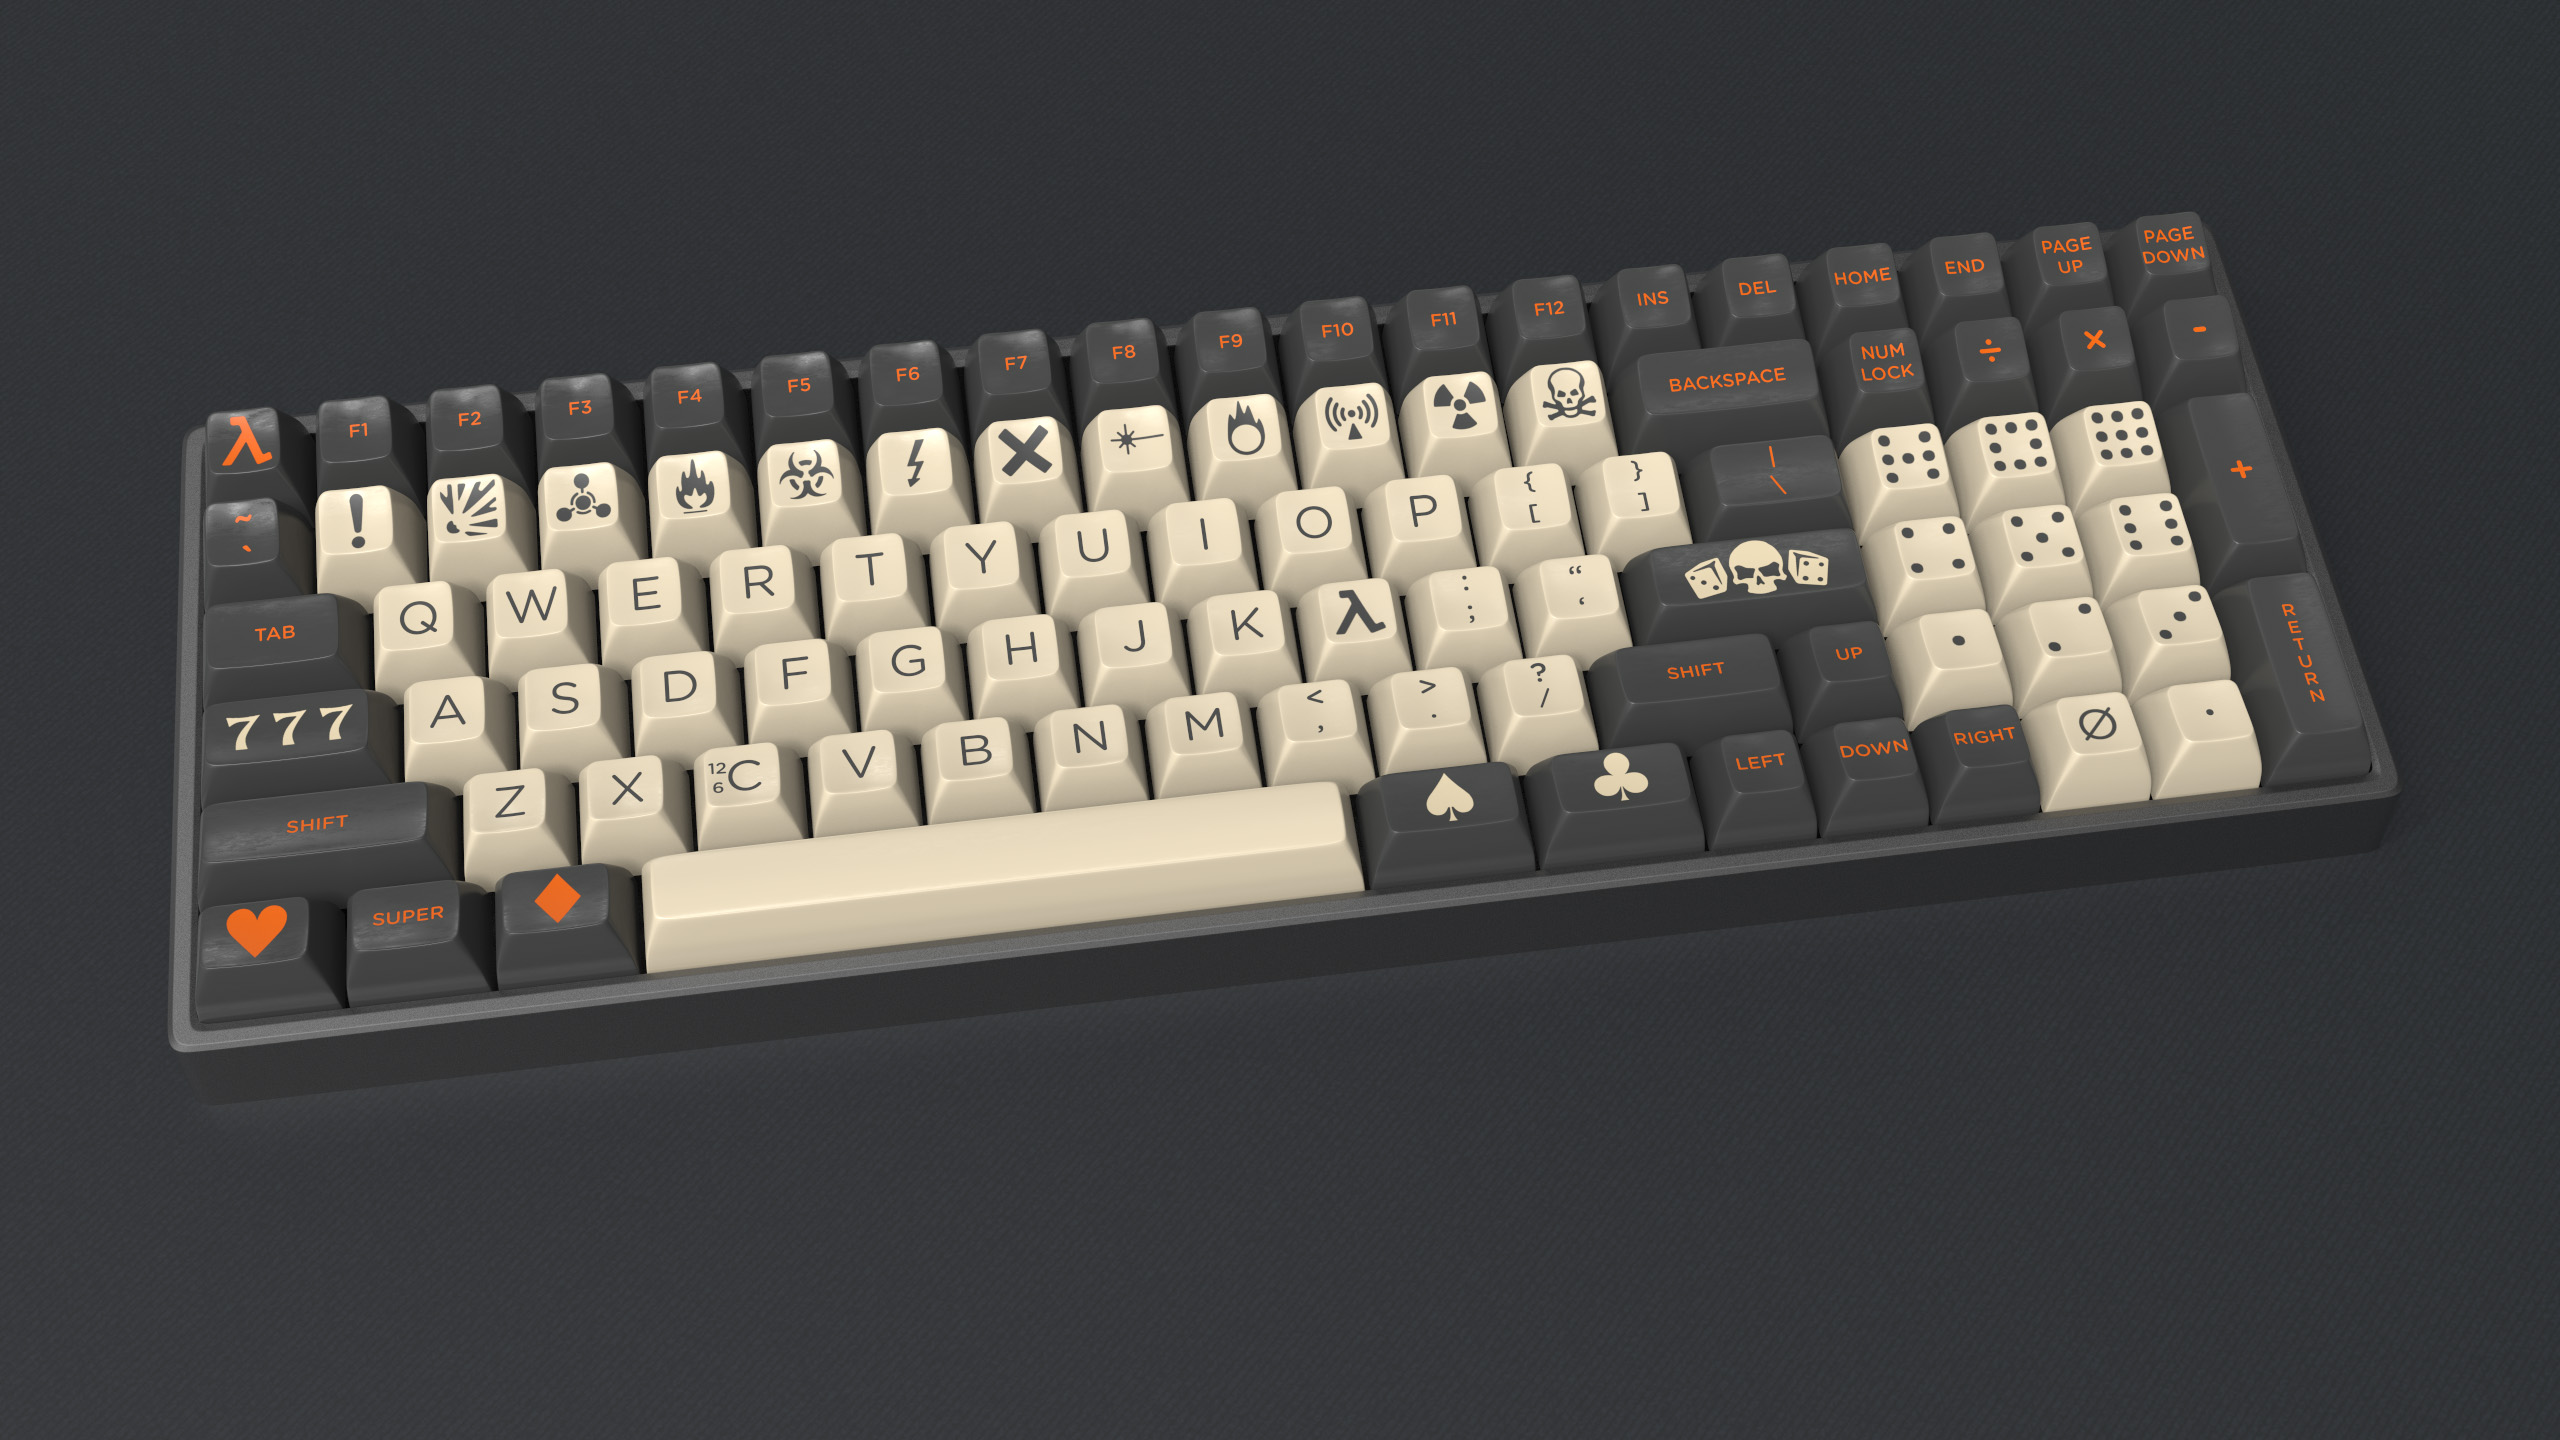 λ F1 F2 F3 F4 F5 F6 F7 F8 F9 F10 F11 F12 INS DEL HOME END PAGE UP PAGE DOWN
~ ` ! BACKSPACE NUM LOCK ÷ × -
TAB Q W E R T Y U I O P { [ } ] | \ +
777 A S D F G H J K λ : ; “ ‘
SHIFT Z X 12 6 C V B N M < , > . ? / SHIFT UP RETURN
SUPER LEFT DOWN RIGHT Ø .